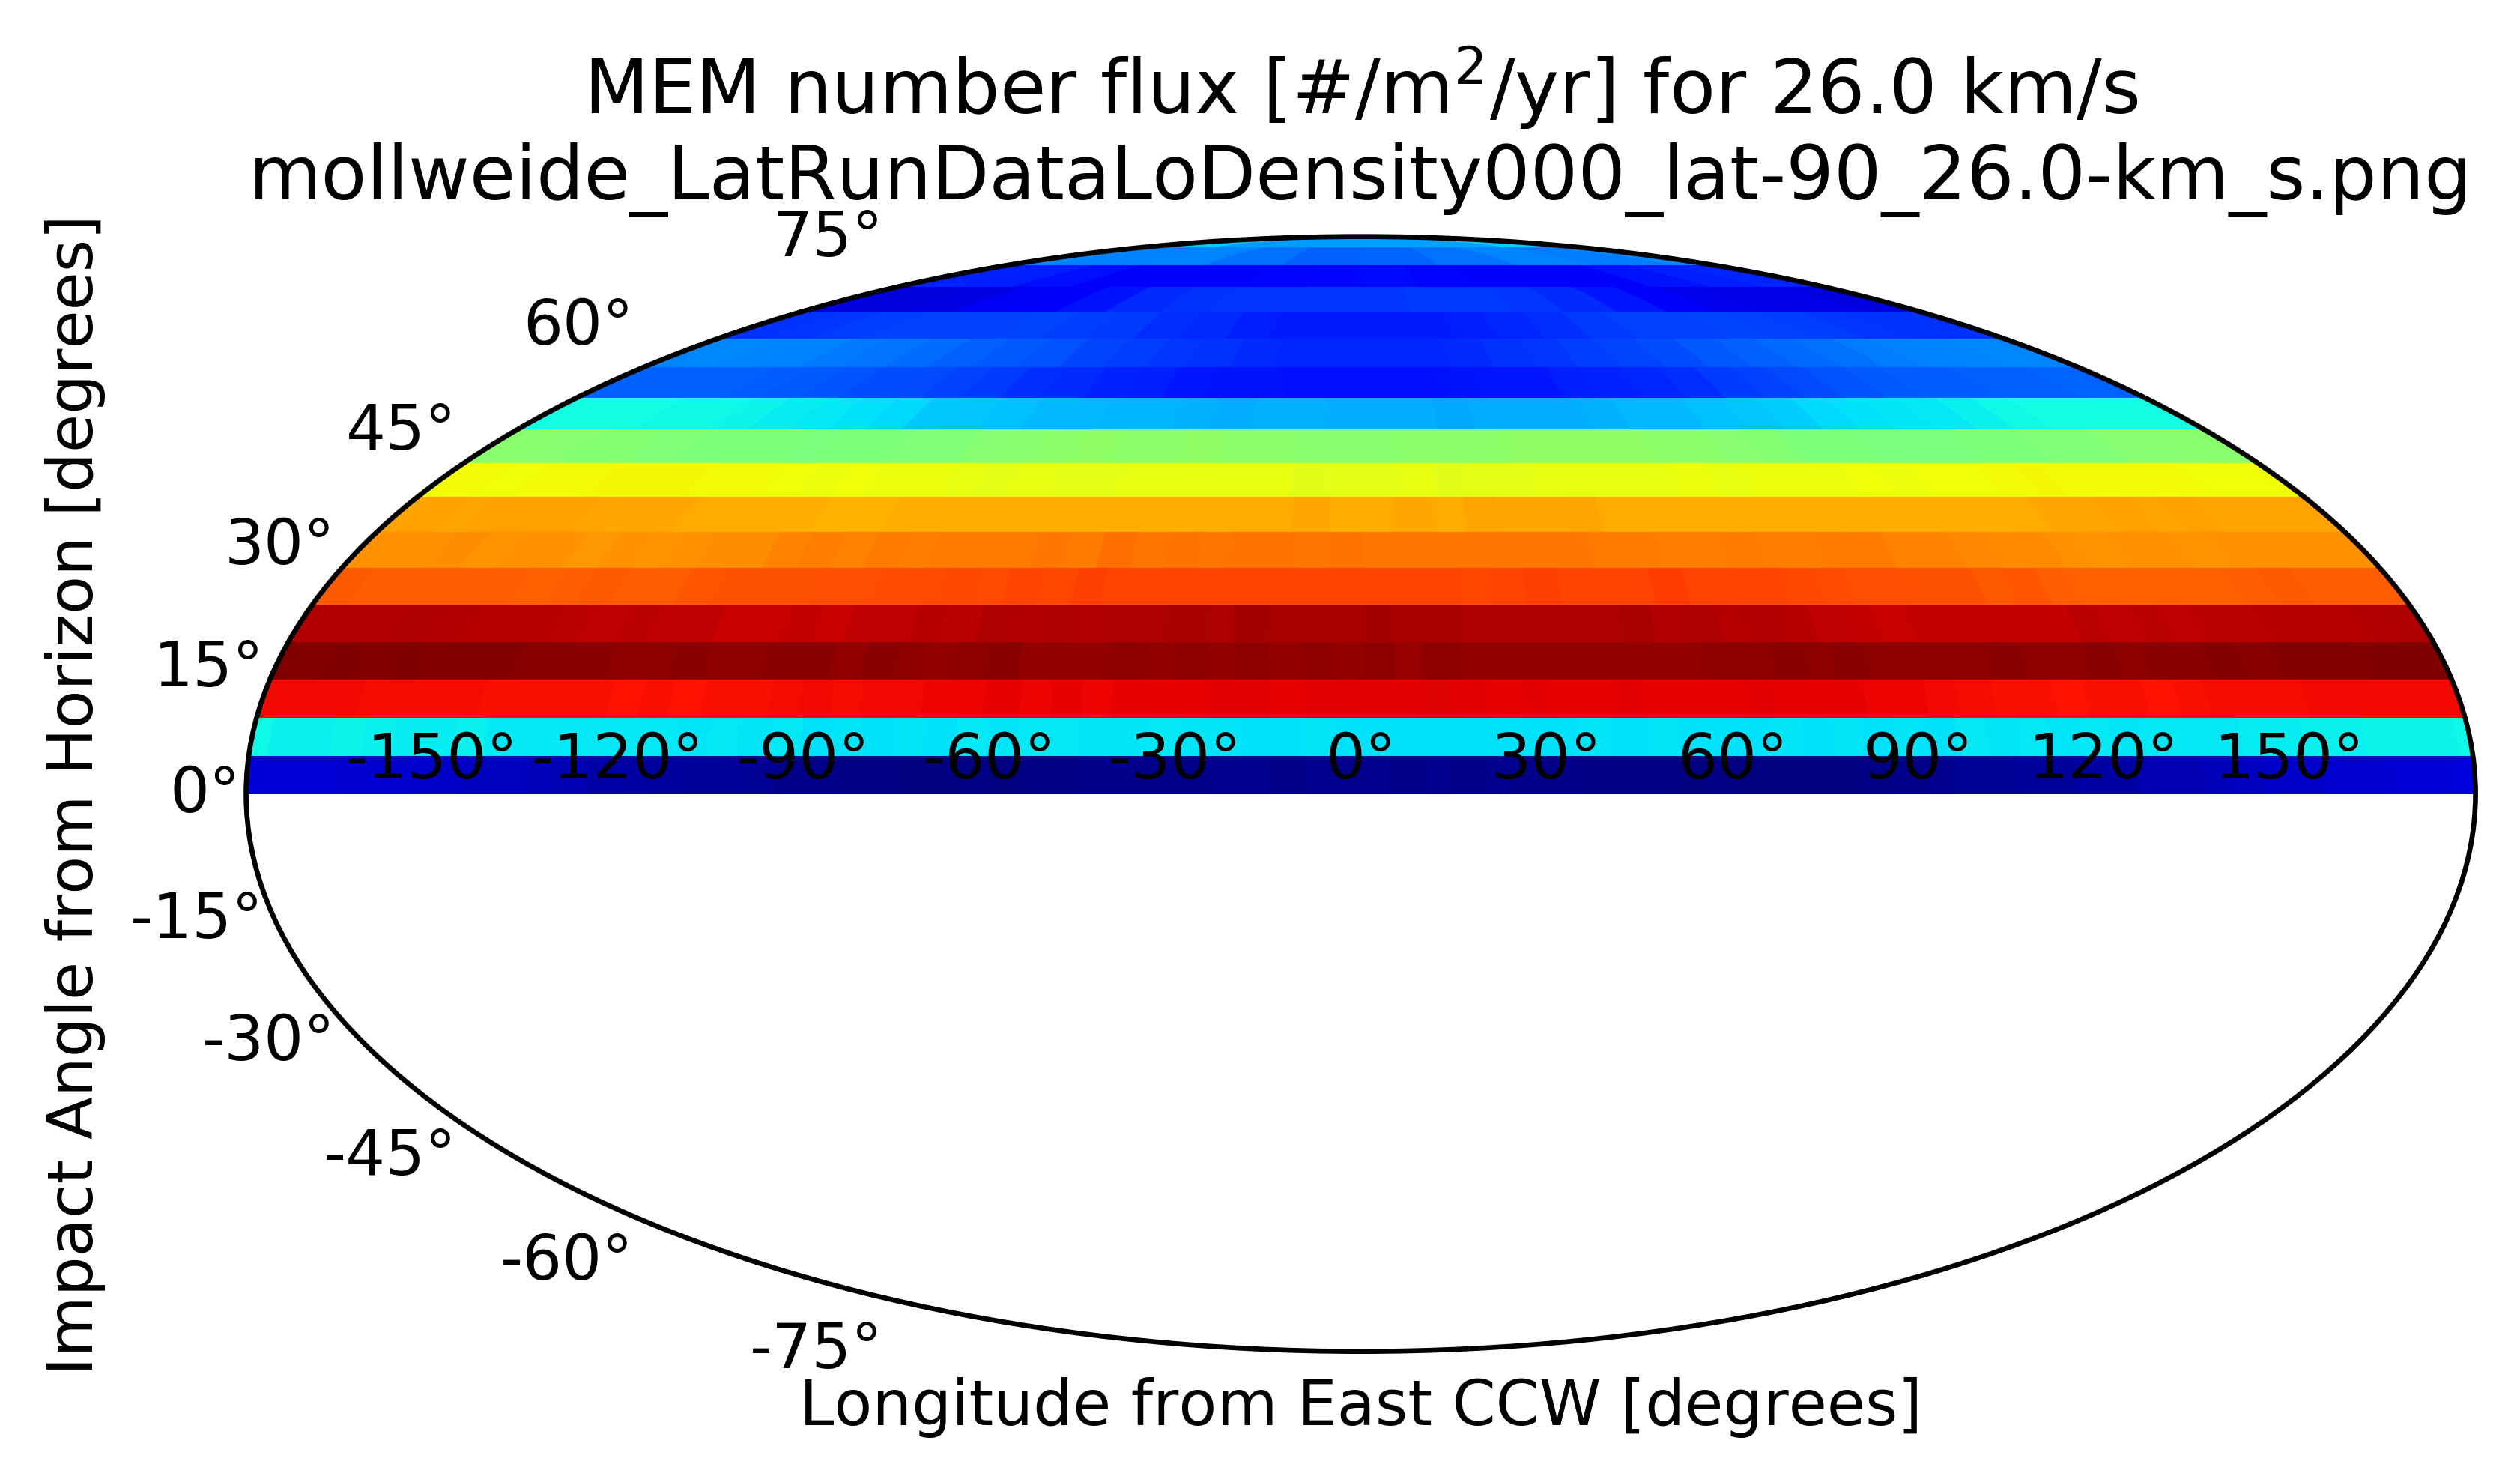 MEM number flux [#/m²/yr] for 26.0 km/s
mollweide_LatRunDataLoDensity000_lat-90_26.0-km_s.png
Impact Angle from Horizon [degrees]
75°
60°
45°
30°
15°
0°
-15°
-30°
-45°
-60°
-75°
-150° -120° -90° -60° -30° 0° 30° 60° 90° 120° 150°
Longitude from East CCW [degrees]